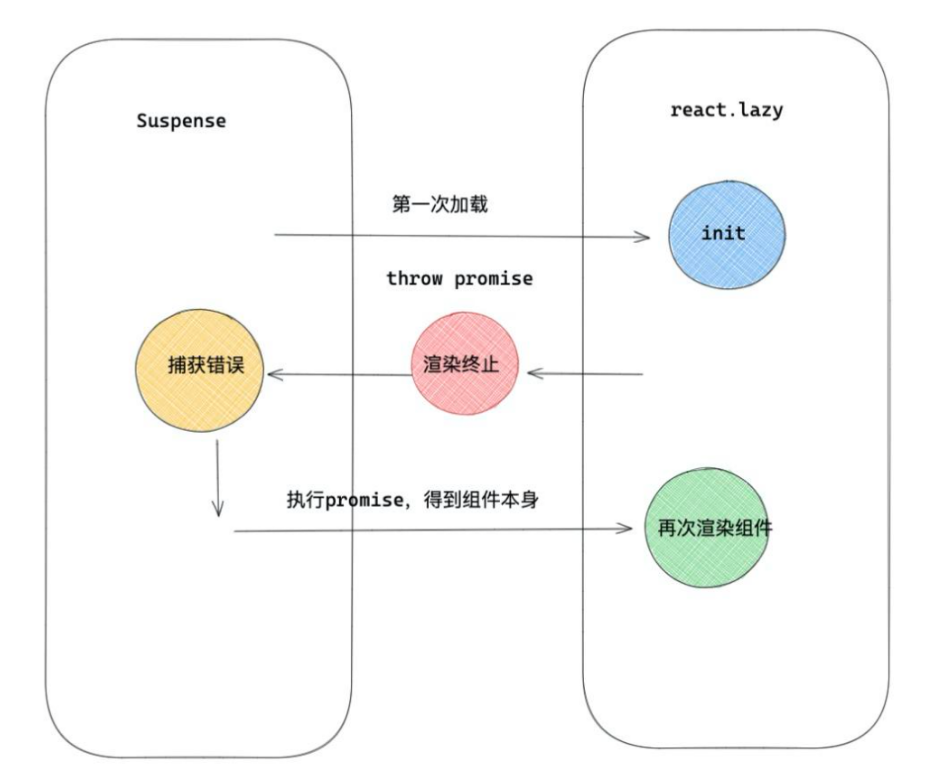 Suspense
react.lazy
第一次加载
init
throw promise
捕获错误
渲染终止
执行promise，得到组件本身
再次渲染组件